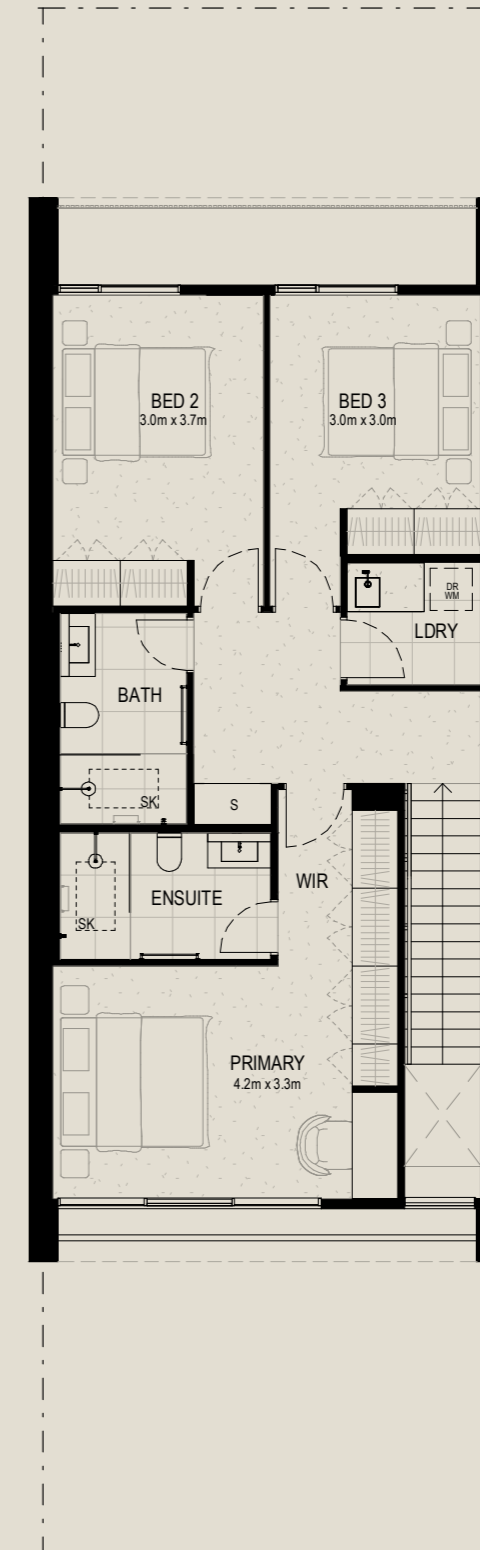 BED 2
3.0m x 3.7m
BED 3
3.0m x 3.0m
DR
WM
LDRY
BATH
SK
S
WIR
ENSUITE
SK
PRIMARY
4.2m x 3.3m